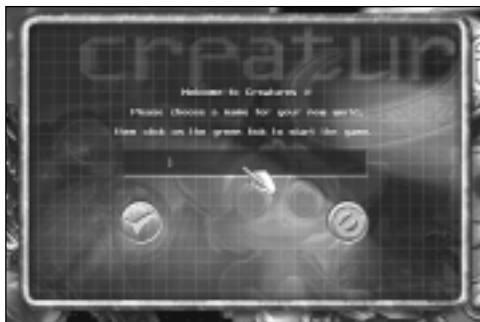 creatur
Welcome to Creatures
Please choose a name for your new world,
then click on the green tick to start the game